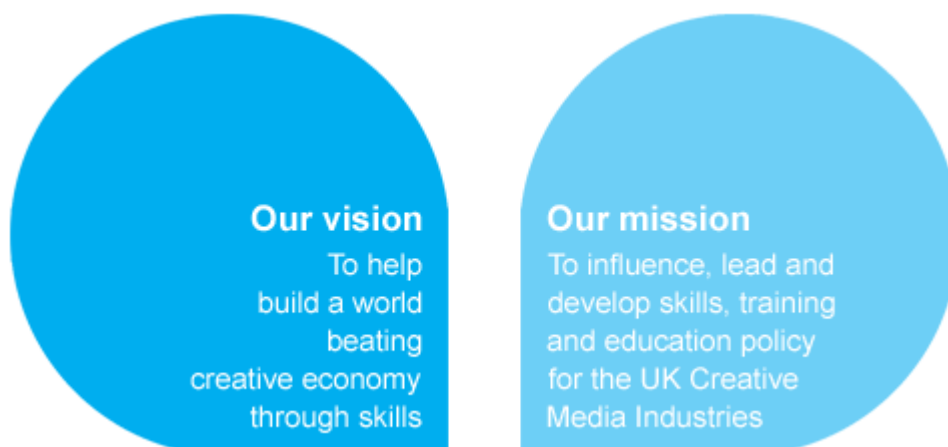 Our vision
To help
build a world
beating
creative economy
through skills
Our mission
To influence, lead and
develop skills, training
and education policy
for the UK Creative
Media Industries